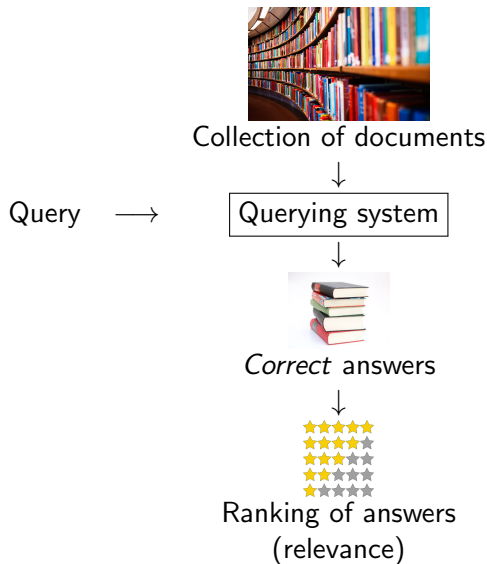 Collection of documents
Query
Querying system
Correct answers
Ranking of answers
(relevance)